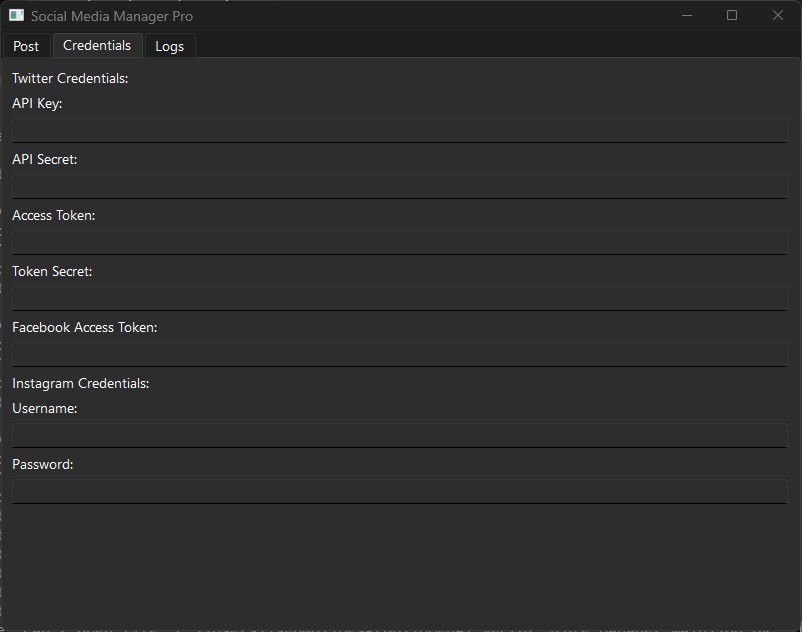 Social Media Manager Pro
Post Credentials Logs
Twitter Credentials:
API Key:
API Secret:
Access Token:
Token Secret:
Facebook Access Token:
Instagram Credentials:
Username:
Password: